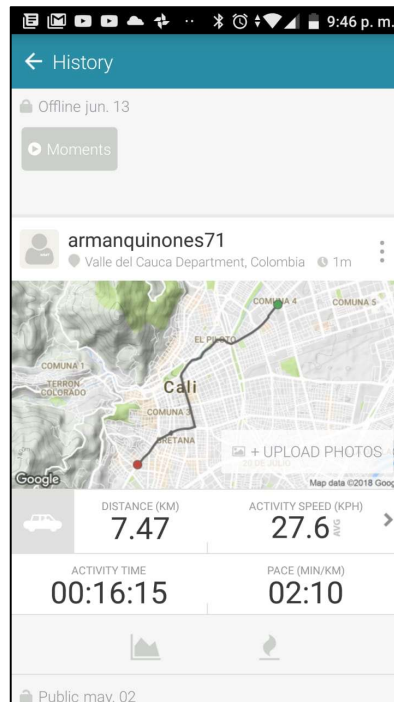 9:46 p. m.
History
Offline jun. 13
Moments
armanquinones71
Valle del Cauca Department, Colombia 1m
COMUNA 4
COMUNA 5
EL PILOTO
COMUNA 1
TERRON
COLORADO
Cali
COMUNA 3
BRETANA
+ UPLOAD PHOTOS
Google
Map data ©2018 Goog
DISTANCE (KM)
7.47
ACTIVITY SPEED (KPH)
27.6 AVG
ACTIVITY TIME
00:16:15
PACE (MIN/KM)
02:10
Public may. 02